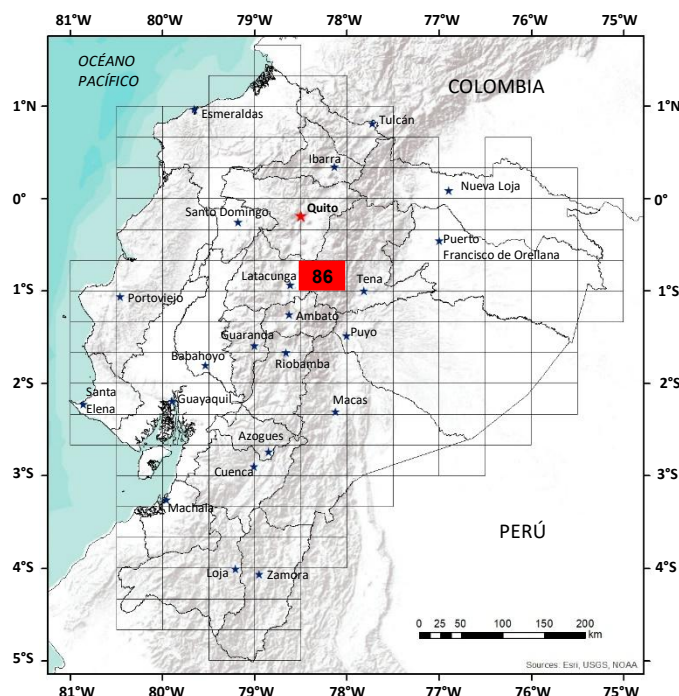 81°W 80°W 79°W 78°W 77°W 76°W 75°W
OCÉANO
PACÍFICO
COLOMBIA
1°N 1°N
Esmeraldas
Tulcán
Ibarra
Nueva Loja
0° 0°
Santo Domingo
Quito
Puerto
Francisco de Orellana
86
Latacunga
Tena
1°S 1°S
Portoviejo
Ambato
Guaranda
Puyo
Babahoyo
Riobamba
2°S 2°S
Santa
Elena
Guayaquil
Macas
Azogues
3°S 3°S
Cuenca
Machala
PERÚ
4°S 4°S
Loja
Zamora
0 25 50 100 150 200
km
5°S 5°S
Sources: Esri, USGS, NOAA
81°W 80°W 79°W 78°W 77°W 76°W 75°W